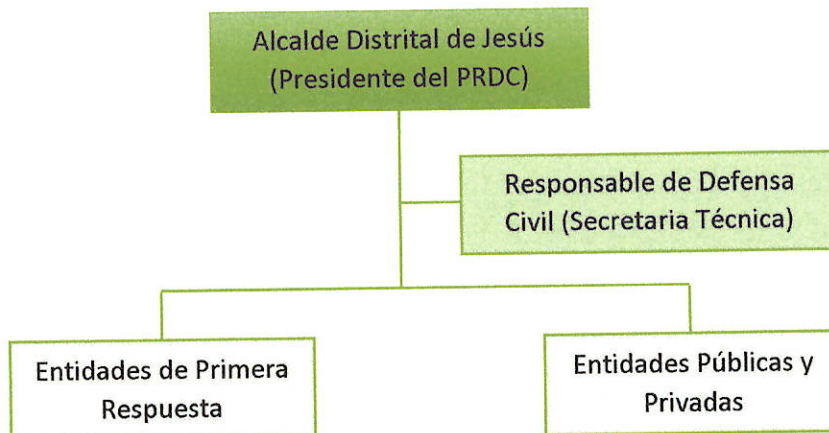 Alcalde Distrital de Jesús
(Presidente del PRDC)
Responsable de Defensa
Civil (Secretaria Técnica)
Entidades de Primera
Respuesta
Entidades Públicas y
Privadas